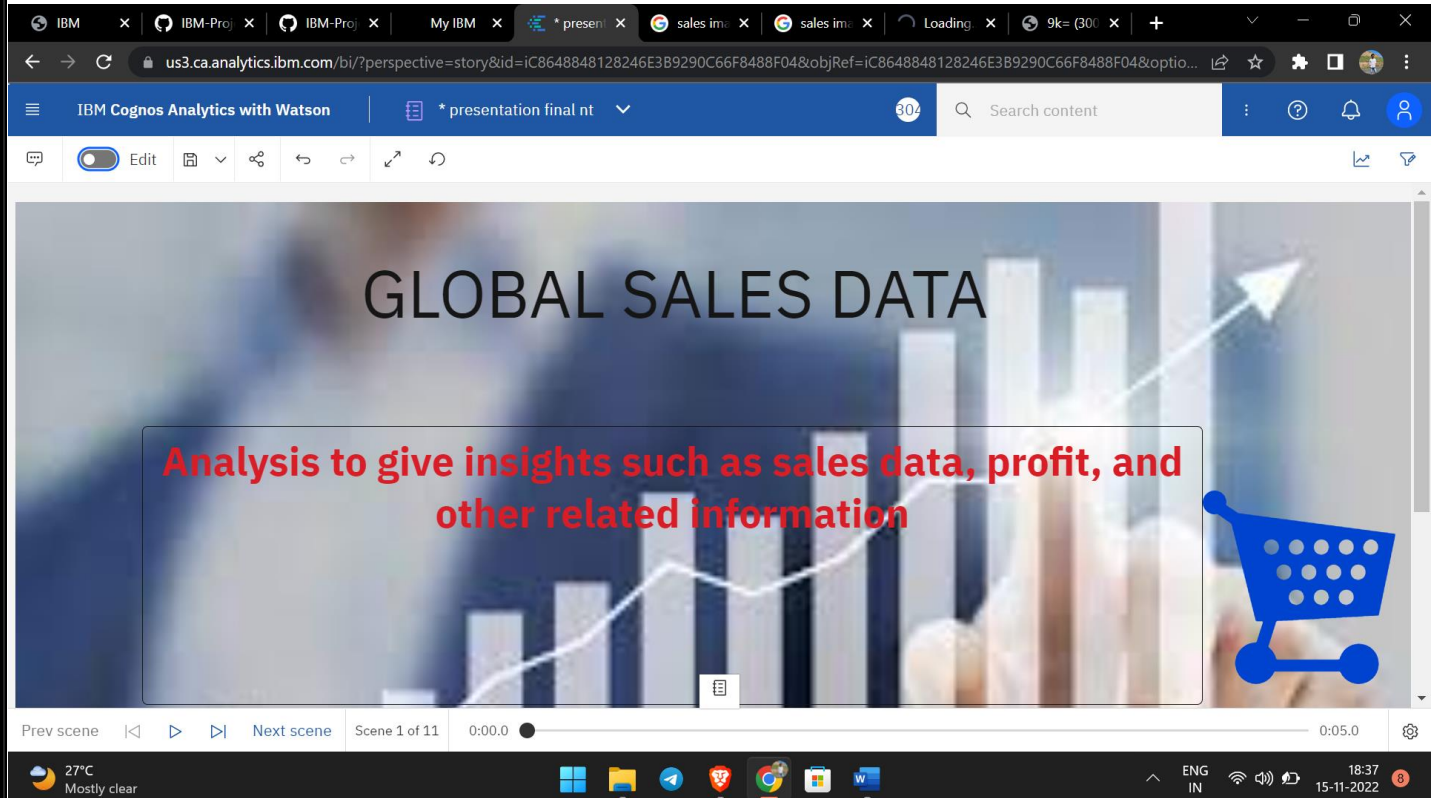 IBM
IBM-Proj
IBM-Proj
My IBM
* present
sales ima
sales ima
Loading.
9k= (300
us3.ca.analytics.ibm.com/bi/?perspective=story&id=iC8648848128246E3B9290C66F8488F04&objRef=iC8648848128246E3B9290C66F8488F04&optio...
IBM Cognos Analytics with Watson
* presentation final nt
304
Search content
Edit
GLOBAL SALES DATA
Analysis to give insights such as sales data, profit, and
other related information
Prev scene
Next scene
Scene 1 of 11
0:00.0
0:05.0
27°C
Mostly clear
ENG
IN
18:37
15-11-2022
8